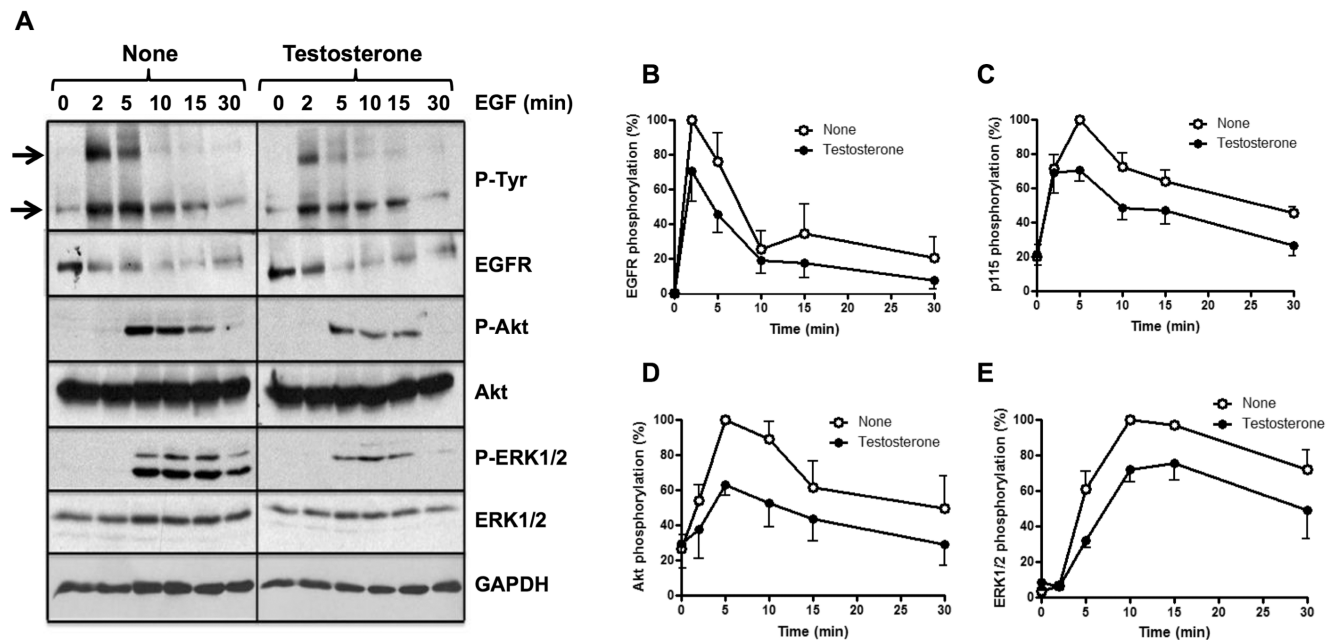 A
None Testosterone
0 2 5 10 15 30 0 2 5 10 15 30 EGF (min)
P-Tyr
EGFR
P-Akt
Akt
P-ERK1/2
ERK1/2
GAPDH
B
EGFR phosphorylation (%)
100
80
60
40
20
0
None
Testosterone
0 5 10 15 20 25 30
Time (min)
C
p115 phosphorylation (%)
100
80
60
40
20
0
None
Testosterone
0 5 10 15 20 25 30
Time (min)
D
Akt phosphorylation (%)
100
80
60
40
20
0
None
Testosterone
0 5 10 15 20 25 30
Time (min)
E
ERK1/2 phosphorylation (%)
100
80
60
40
20
0
None
Testosterone
0 5 10 15 20 25 30
Time (min)